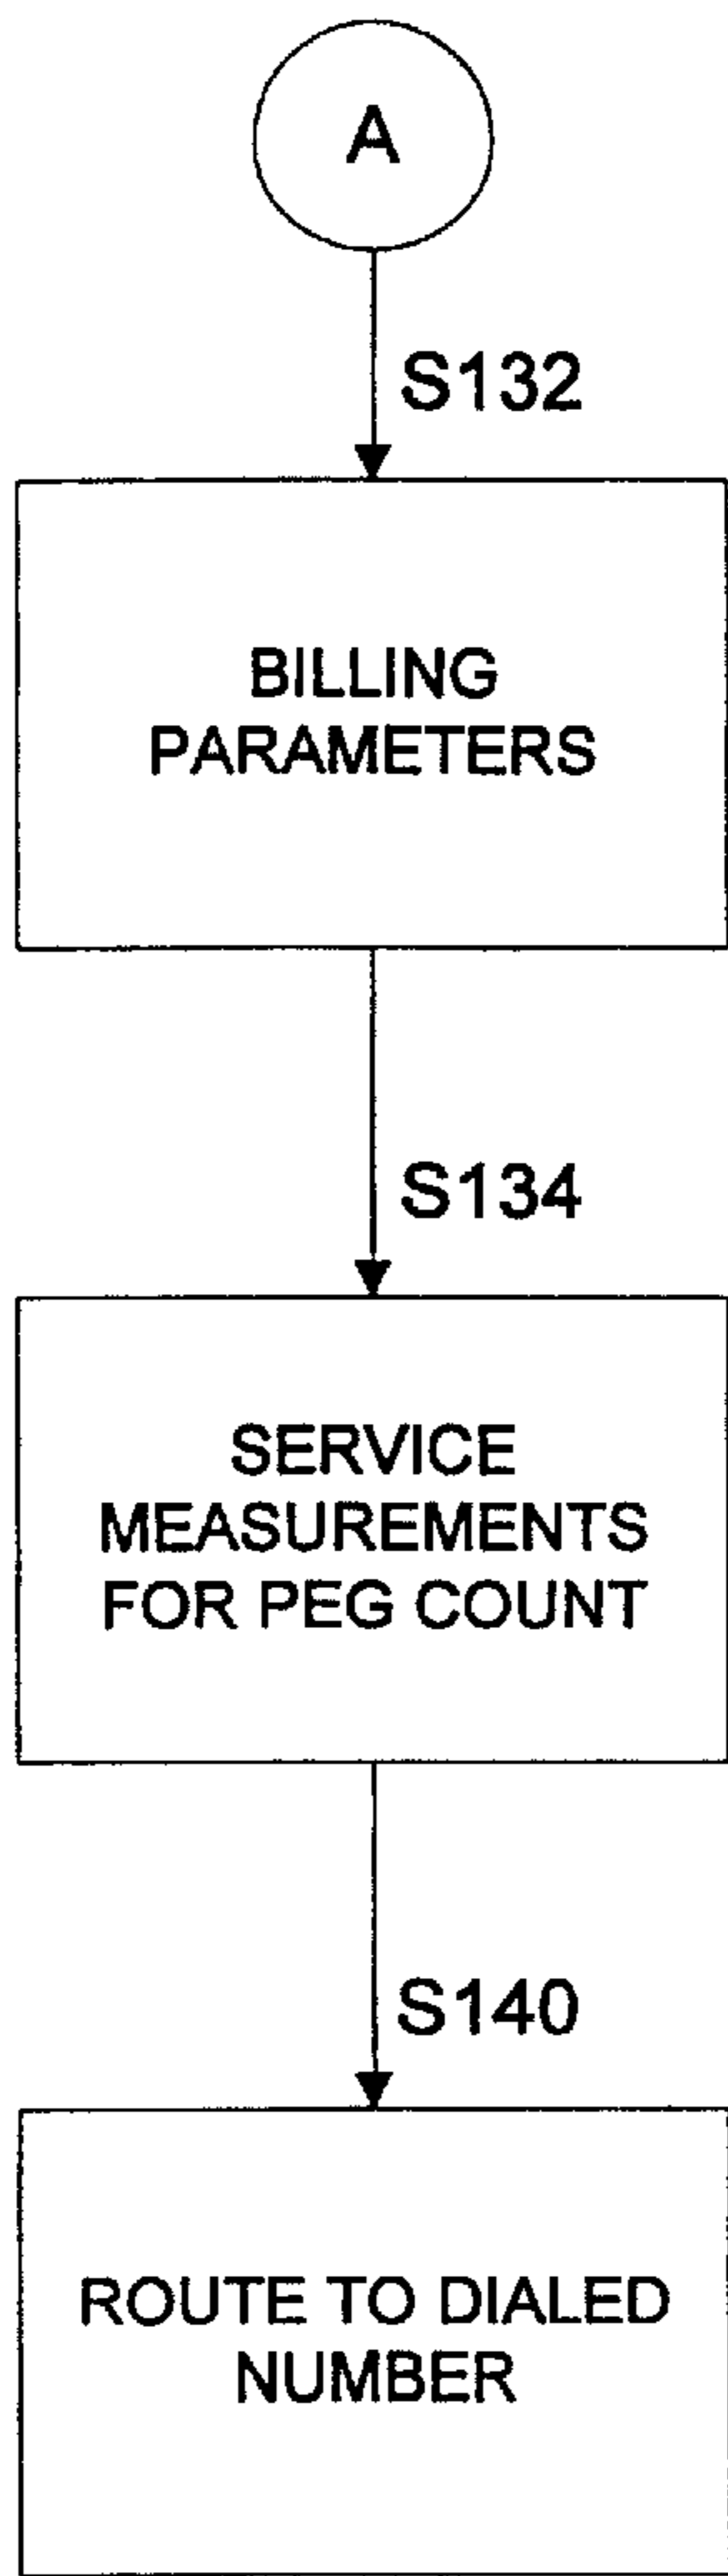 A
S132
BILLING
PARAMETERS
S134
SERVICE
MEASUREMENTS
FOR PEG COUNT
S140
ROUTE TO DIALED
NUMBER